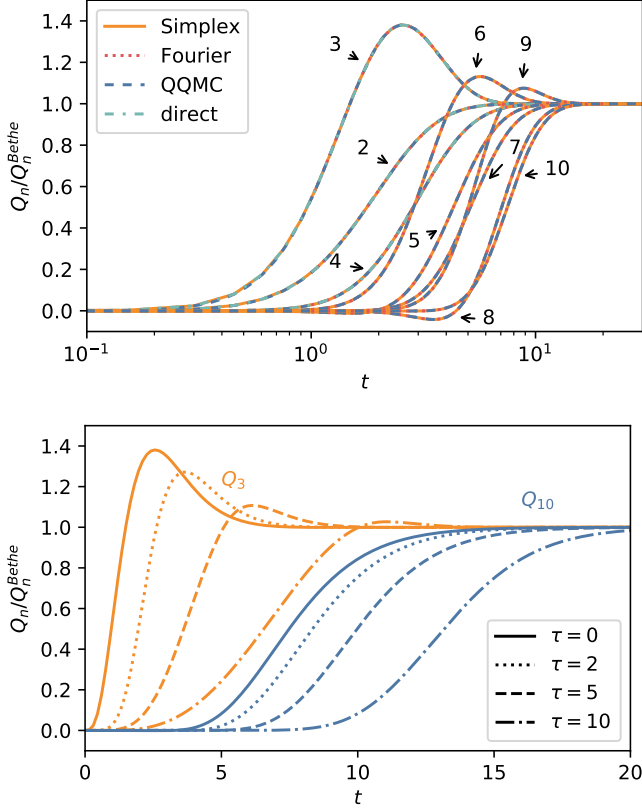 Simplex
Fourier
QQMC
direct
3
6
9
2
7
10
5
4
8
1.4
1.2
1.0
0.8
0.6
0.4
0.2
0.0
Q_n/Q_n^{Bethe}
10^{-1}
10^0
10^1
t
1.4
1.2
1.0
0.8
0.6
0.4
0.2
0.0
Q_n/Q_n^{Bethe}
Q_3
Q_{10}
τ = 0
τ = 2
τ = 5
τ = 10
0
5
10
15
20
t